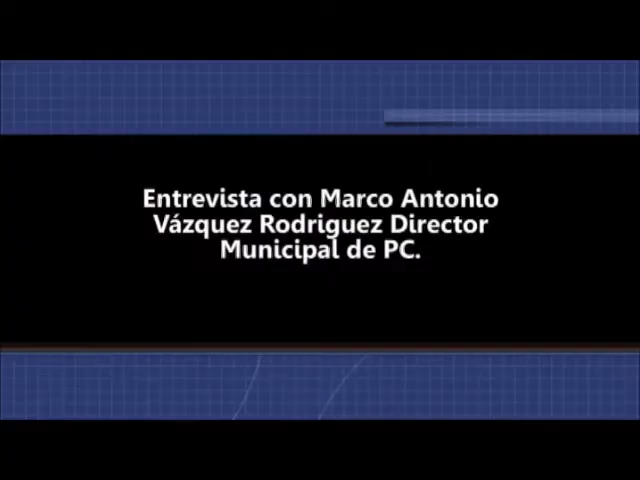 Entrevista con Marco Antonio
Vázquez Rodriguez Director
Municipal de PC.